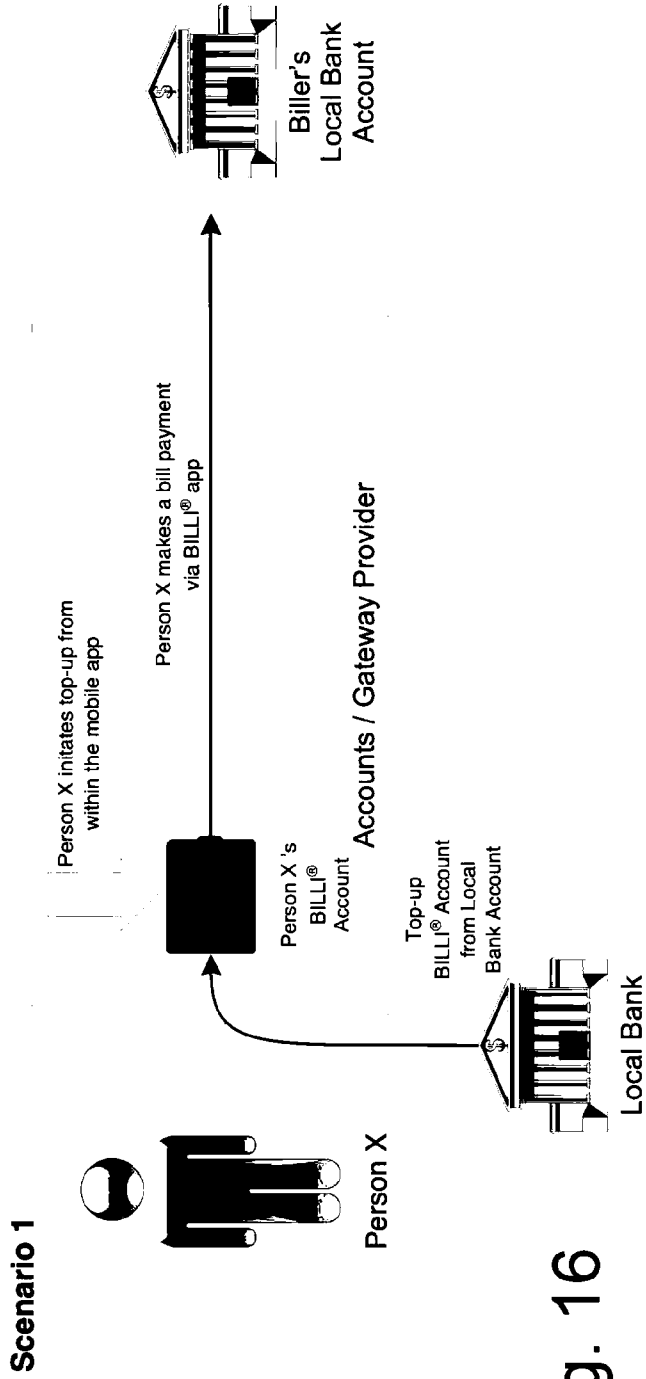 Scenario 1
Person X initates top-up from
within the mobile app
Person X makes a bill payment
via BILLI® app
Biller's
Local Bank
Account
Person X
Person X 's
BILLI®
Account
Accounts / Gateway Provider
Top-up
BILLI® Account
from Local
Bank Account
$
$
Local Bank
g. 16